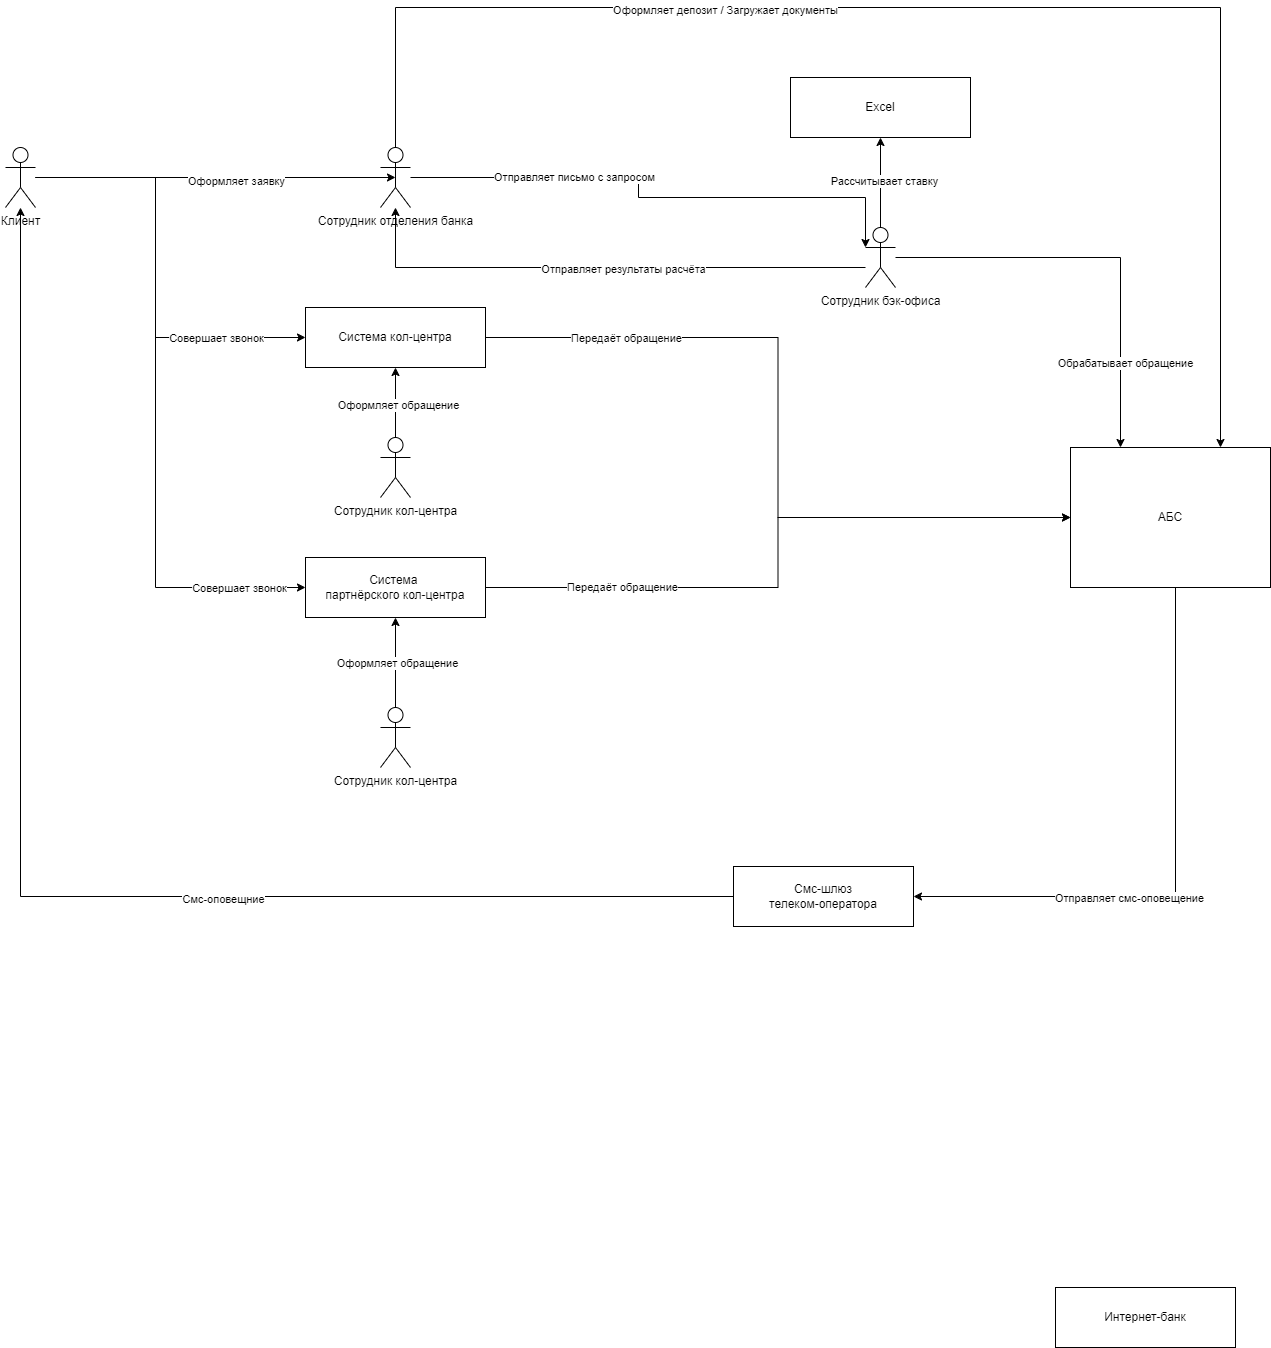 Оформляет депозит / Загружает документы
Excel
Оформляет заявку
Отправляет письмо с запросом
Рассчитывает ставку
Клиент
Сотрудник отделения банка
Отправляет результаты расчёта
Сотрудник бэк-офиса
Совершает звонок
Система кол-центра
Передаёт обращение
Обрабатывает обращение
Оформляет обращение
Сотрудник кол-центра
АБС
Совершает звонок
Система
партнёрского кол-центра
Передаёт обращение
Оформляет обращение
Сотрудник кол-центра
Смс-оповещние
Смс-шлюз
телеком-оператора
Отправляет смс-оповещение
Интернет-банк